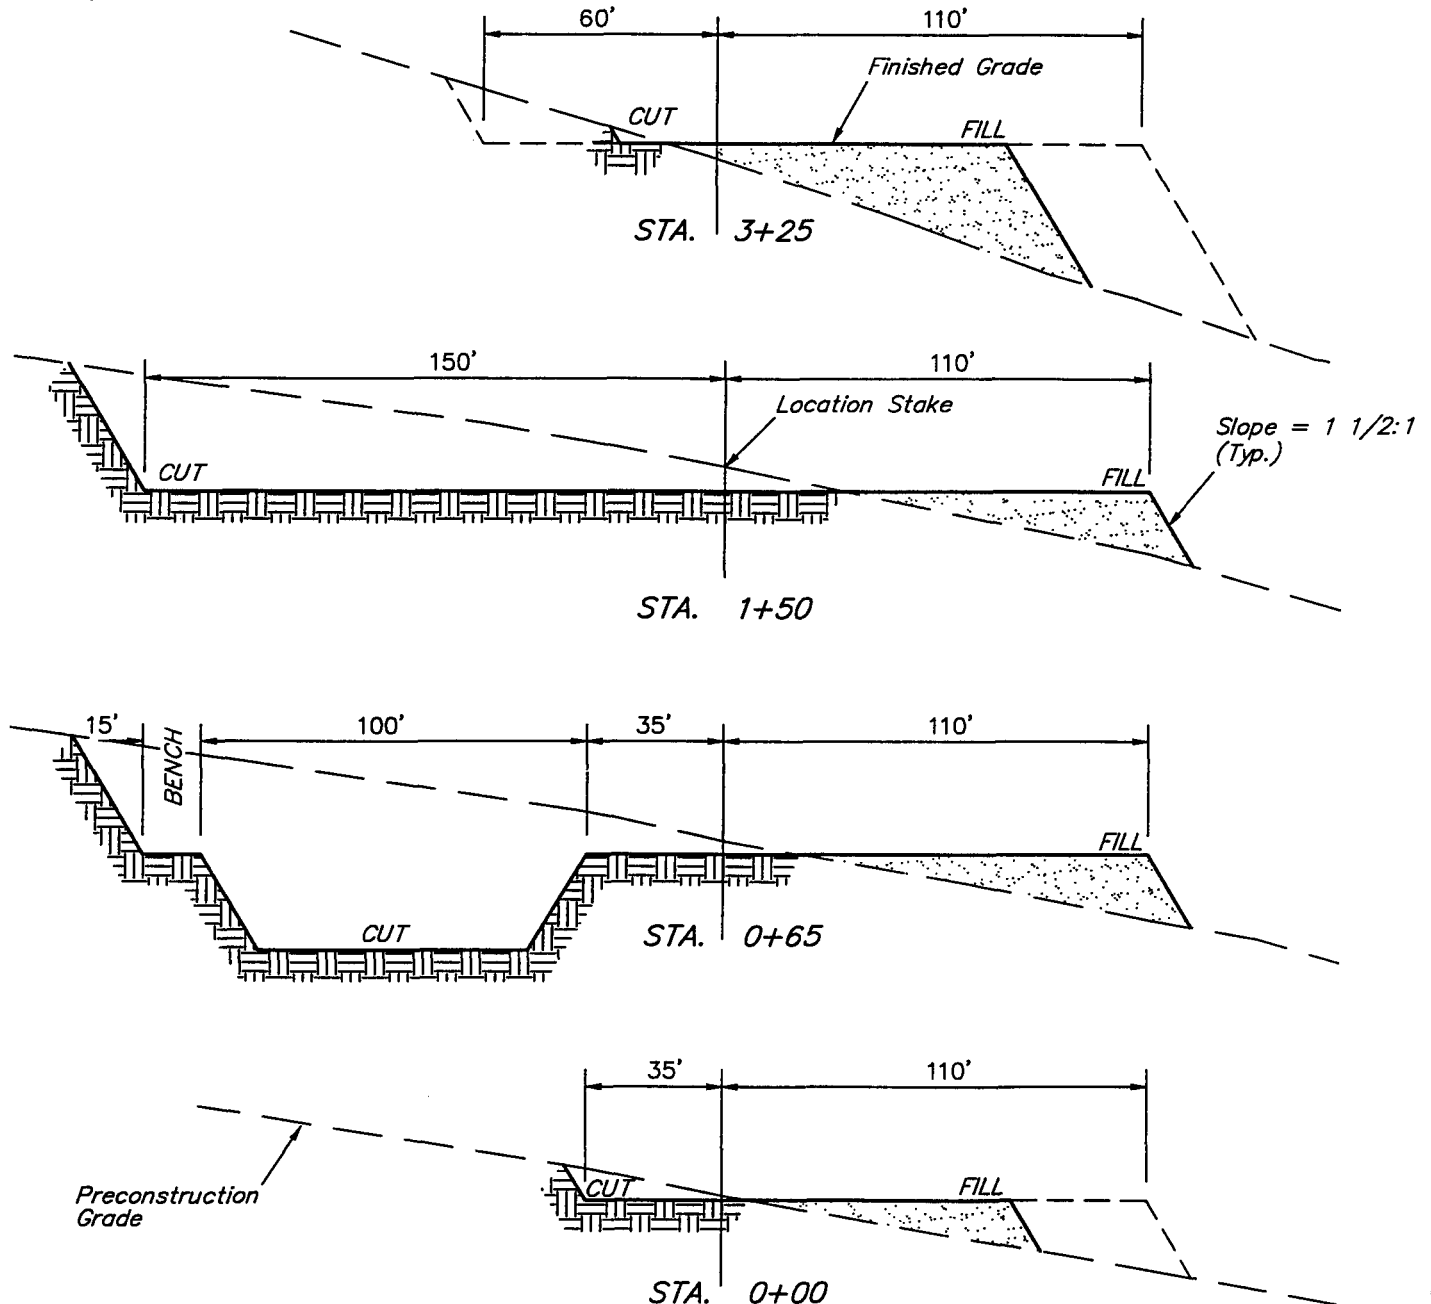 60' 110'
Finished Grade
CUT
FILL
STA. 3+25
150' 110'
Location Stake
Slope = 1 1/2:1
(Typ.)
CUT
FILL
STA. 1+50
15' 100' 35' 110'
BENCH
FILL
CUT
STA. 0+65
35' 110'
Preconstruction
Grade
CUT
FILL
STA. 0+00